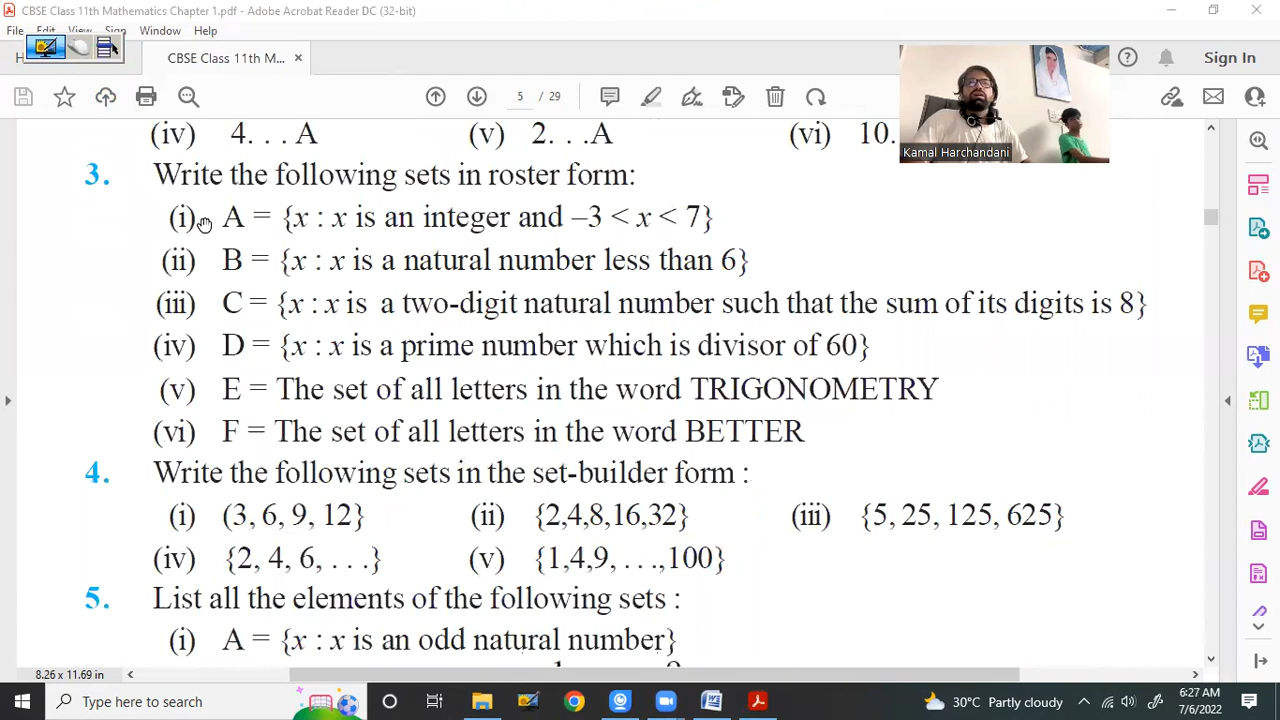 CBSE Class 11th Mathematics Chapter 1.pdf - Adobe Acrobat Reader DC (32-bit)
File Edit View Sign Window Help
CBSE Class 11th M... ×
Sign In
5 / 29
Kamal Harchandani
(iv) 4. . . A (v) 2. . .A (vi) 10.
3. Write the following sets in roster form:
(i) A = {x : x is an integer and –3 < x < 7}
(ii) B = {x : x is a natural number less than 6}
(iii) C = {x : x is a two-digit natural number such that the sum of its digits is 8}
(iv) D = {x : x is a prime number which is divisor of 60}
(v) E = The set of all letters in the word TRIGONOMETRY
(vi) F = The set of all letters in the word BETTER
4. Write the following sets in the set-builder form :
(i) (3, 6, 9, 12} (ii) {2,4,8,16,32} (iii) {5, 25, 125, 625}
(iv) {2, 4, 6, . . .} (v) {1,4,9, . . .,100}
5. List all the elements of the following sets :
(i) A = {x : x is an odd natural number}
8.26 x 11.69 in
Type here to search
30°C Partly cloudy
6:27 AM
7/6/2022